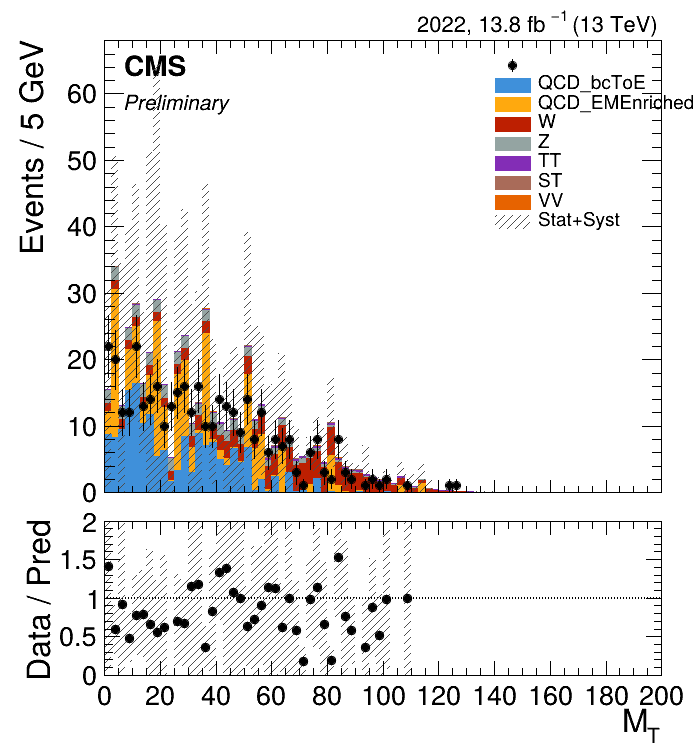 2022, 13.8 fb⁻¹ (13 TeV)
CMS
Preliminary
QCD_bcToE
QCD_EMEnriched
W
Z
TT
ST
VV
Stat+Syst
Events / 5 GeV
60
50
40
30
20
10
0
Data / Pred
2
1.5
1
0.5
0
0 20 40 60 80 100 120 140 160 180 200
M_T